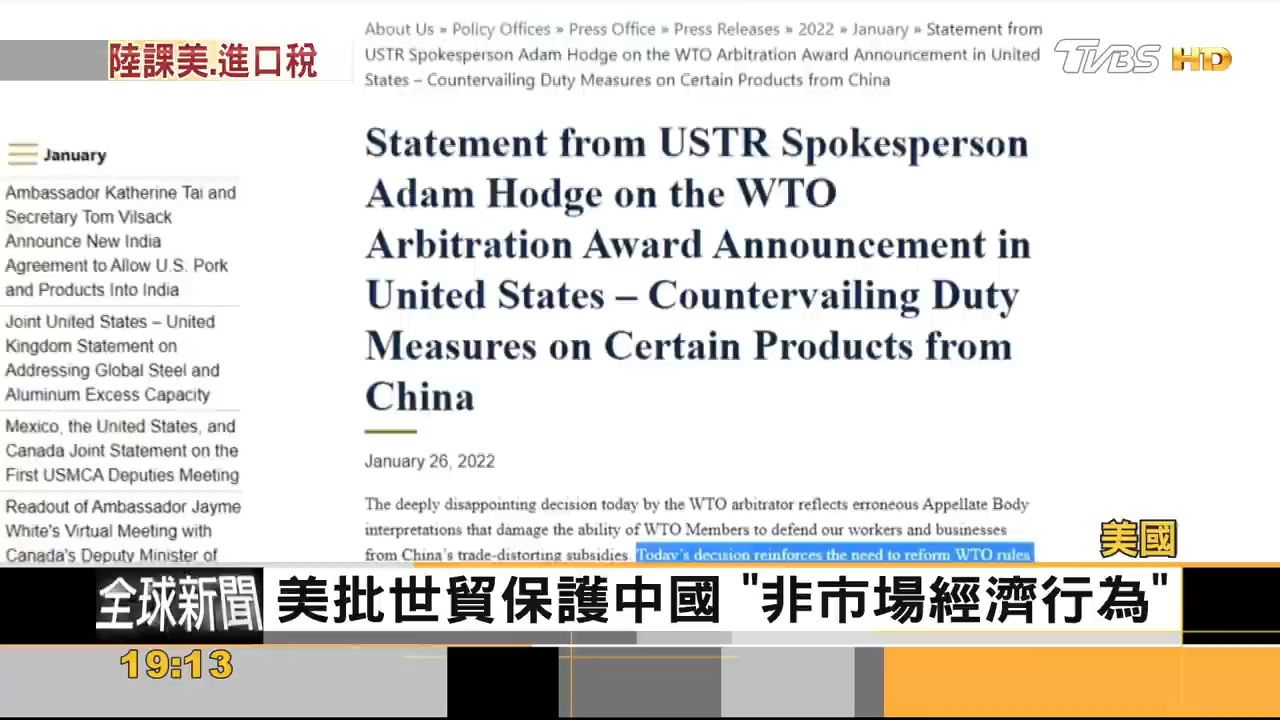 陸課美.進口稅
TVBS HD
About Us » Policy Offices » Press Office » Press Releases » 2022 » January » Statement from
USTR Spokesperson Adam Hodge on the WTO Arbitration Award Announcement in United
States – Countervailing Duty Measures on Certain Products from China
January
Ambassador Katherine Tai and
Secretary Tom Vilsack
Announce New India
Agreement to Allow U.S. Pork
and Products Into India
Joint United States – United
Kingdom Statement on
Addressing Global Steel and
Aluminum Excess Capacity
Mexico, the United States, and
Canada Joint Statement on the
First USMCA Deputies Meeting
Readout of Ambassador Jayme
White's Virtual Meeting with
Canada's Deputy Minister of
Statement from USTR Spokesperson
Adam Hodge on the WTO
Arbitration Award Announcement in
United States – Countervailing Duty
Measures on Certain Products from
China
January 26, 2022
The deeply disappointing decision today by the WTO arbitrator reflects erroneous Appellate Body
interpretations that damage the ability of WTO Members to defend our workers and businesses
from China's trade-distorting subsidies. Today's decision reinforces the need to reform WTO rules
美國
全球新聞
美批世貿保護中國 "非市場經濟行為"
19:13